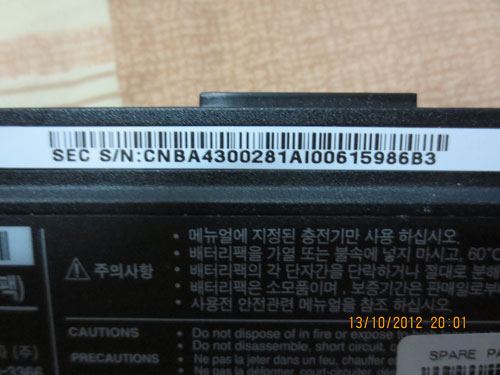 SEC S/N:CNBA4300281AI00615986B3
• 메뉴얼에 지정된 충전기만 사용 하십시오.
• 배터리팩을 가열 또는 불속에 넣지 마시고, 60°C
⚠ 주의사항
• 배터리팩의 각 단자간을 단락하거나 절대로 분해
• 배터리팩은 소모품이며, 보증기간은 판매일로부
• 사용전 안전관련 메뉴얼을 참조 하십시오
CAUTIONS
Do not dispose of in fire or expose to high
PRECAUTIONS
Do not disassemble, short circuit, or
Ne pas la jeter dans un feu, chauffer
(주)
-3366
13/10/2012 20:01
SPARE PA